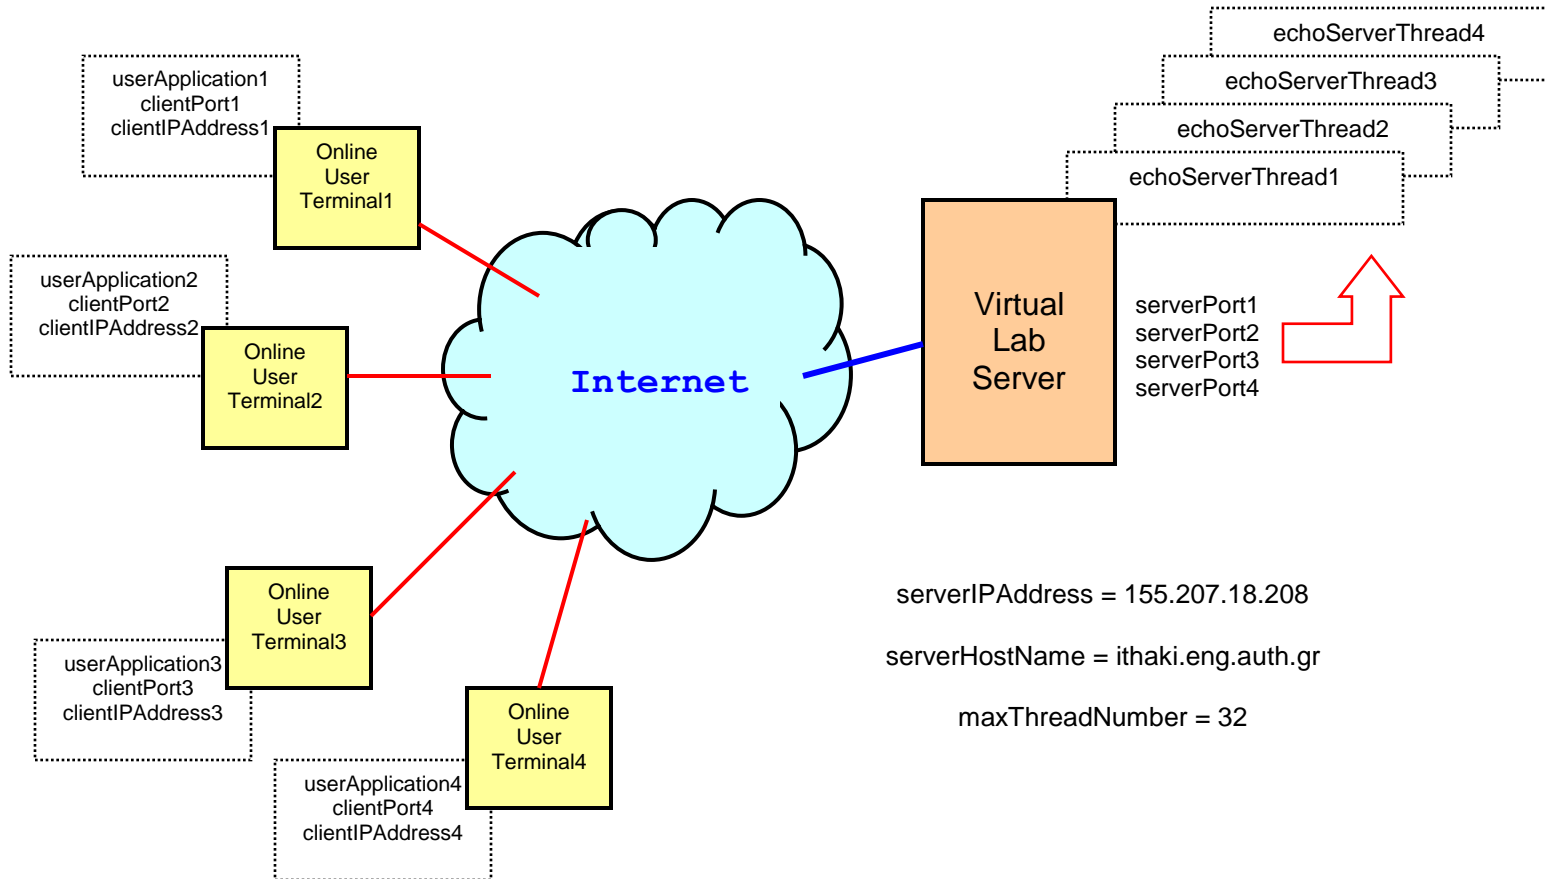 echoServerThread4
echoServerThread3
echoServerThread2
echoServerThread1
userApplication1
clientPort1
clientIPAddress1
Online
User
Terminal1
userApplication2
clientPort2
clientIPAddress2
Online
User
Terminal2
Internet
Virtual
Lab
Server
serverPort1
serverPort2
serverPort3
serverPort4
Online
User
Terminal3
userApplication3
clientPort3
clientIPAddress3
Online
User
Terminal4
userApplication4
clientPort4
clientIPAddress4
serverIPAddress = 155.207.18.208
serverHostName = ithaki.eng.auth.gr
maxThreadNumber = 32